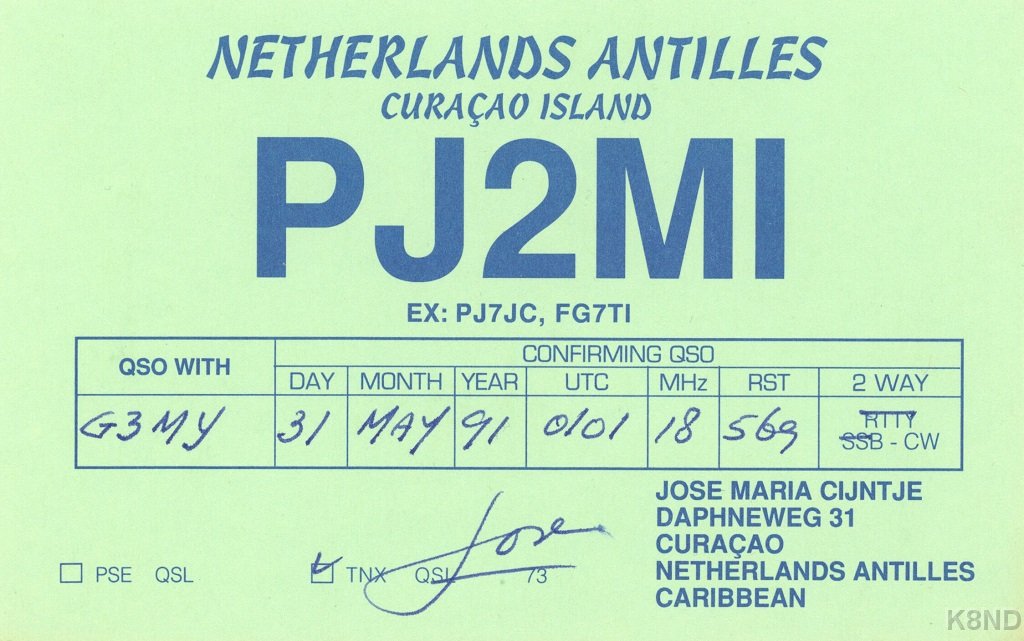 NETHERLANDS ANTILLES
CURAÇAO ISLAND
PJ2MI
EX: PJ7JC, FG7TI
QSO WITH CONFIRMING QSO
DAY MONTH YEAR UTC MHz RST 2 WAY
G3MY 31 MAY 91 0101 18 569 RTTY
SSB - CW
JOSE MARIA CIJNTJE
DAPHNEWEG 31
CURAÇAO
NETHERLANDS ANTILLES
CARIBBEAN
PSE QSL TNX QSL 73
Jose
K8ND